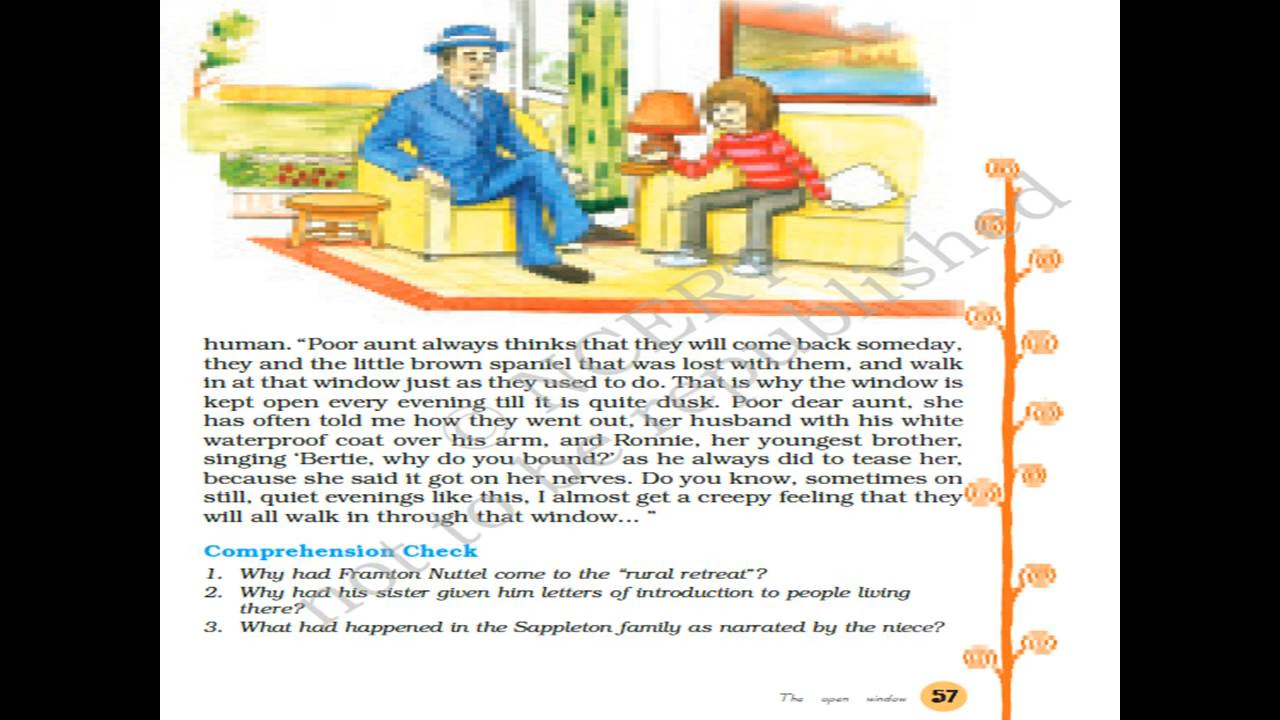 human. “Poor aunt always thinks that they will come back someday,
they and the little brown spaniel that was lost with them, and walk
in at that window just as they used to do. That is why the window is
kept open every evening till it is quite dusk. Poor dear aunt, she
has often told me how they went out, her husband with his white
waterproof coat over his arm, and Ronnie, her youngest brother,
singing ‘Bertie, why do you bound?’ as he always did to tease her,
because she said it got on her nerves. Do you know, sometimes on
still, quiet evenings like this, I almost get a creepy feeling that they
will all walk in through that window... ”
Comprehension Check
1. Why had Framton Nuttel come to the “rural retreat”?
2. Why had his sister given him letters of introduction to people living
there?
3. What had happened in the Sappleton family as narrated by the niece?
The open window 57
© NCERT
not to be republished